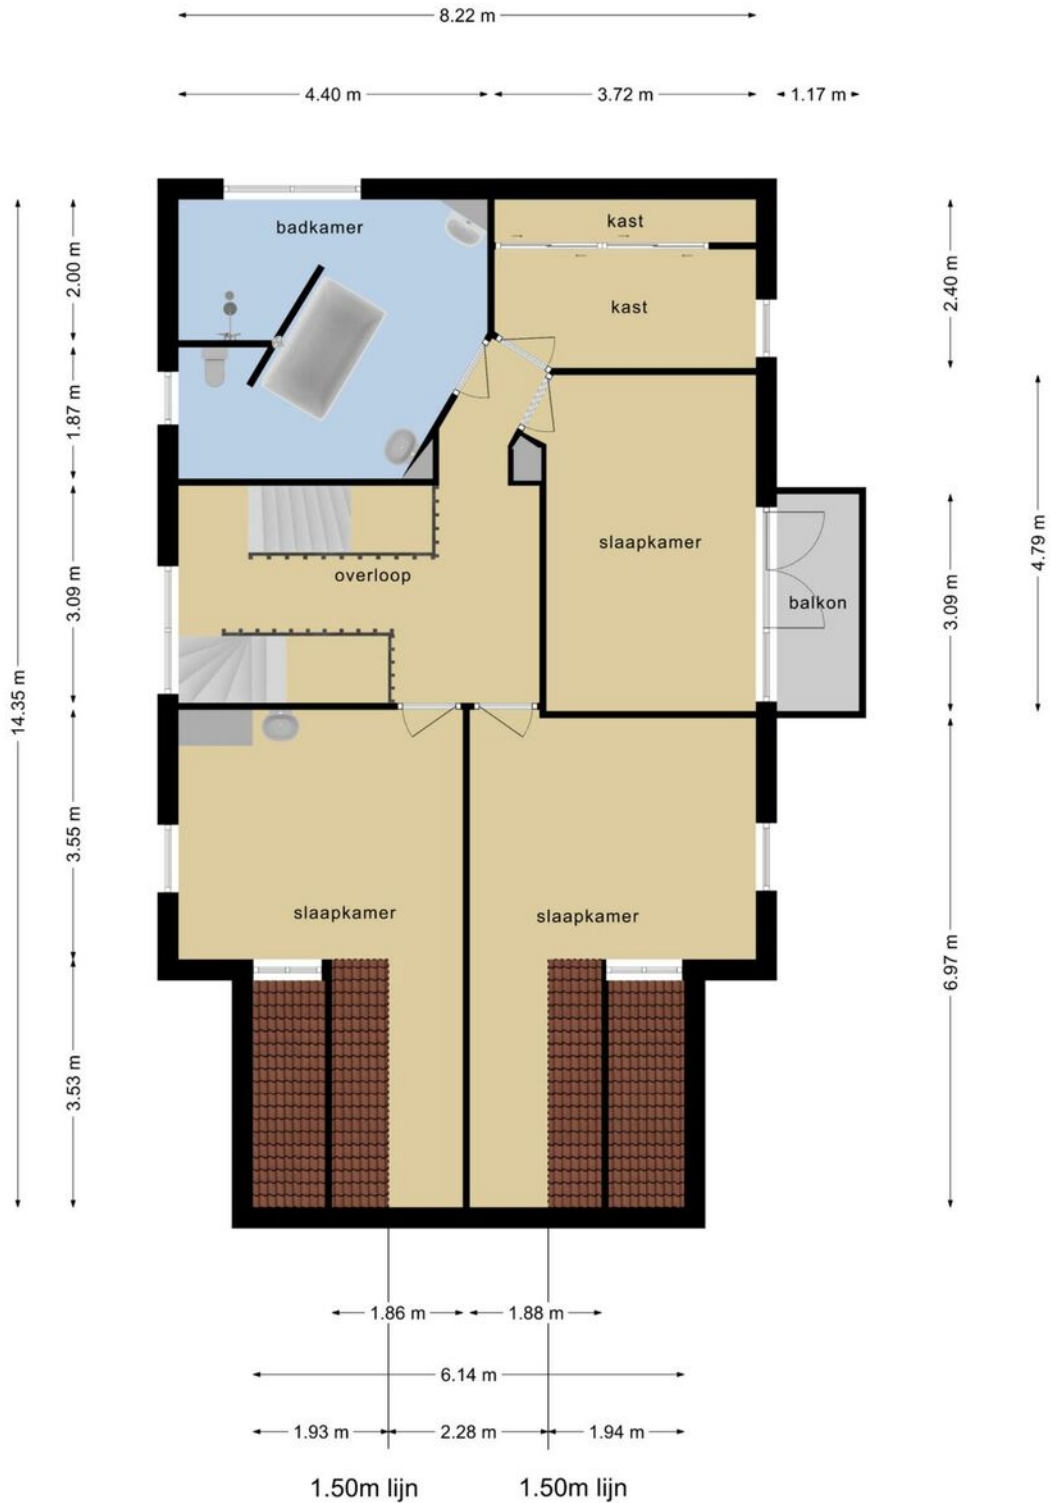 8.22 m
4.40 m
3.72 m
1.17 m
badkamer
kast
kast
2.00 m
2.40 m
1.87 m
slaapkamer
4.79 m
overloop
balkon
3.09 m
3.09 m
14.35 m
3.55 m
slaapkamer
slaapkamer
6.97 m
3.53 m
1.86 m
1.88 m
6.14 m
1.93 m
2.28 m
1.94 m
1.50m lijn
1.50m lijn